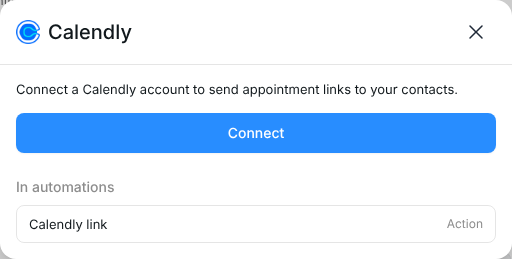 Calendly
Connect a Calendly account to send appointment links to your contacts.
Connect
In automations
Calendly link Action